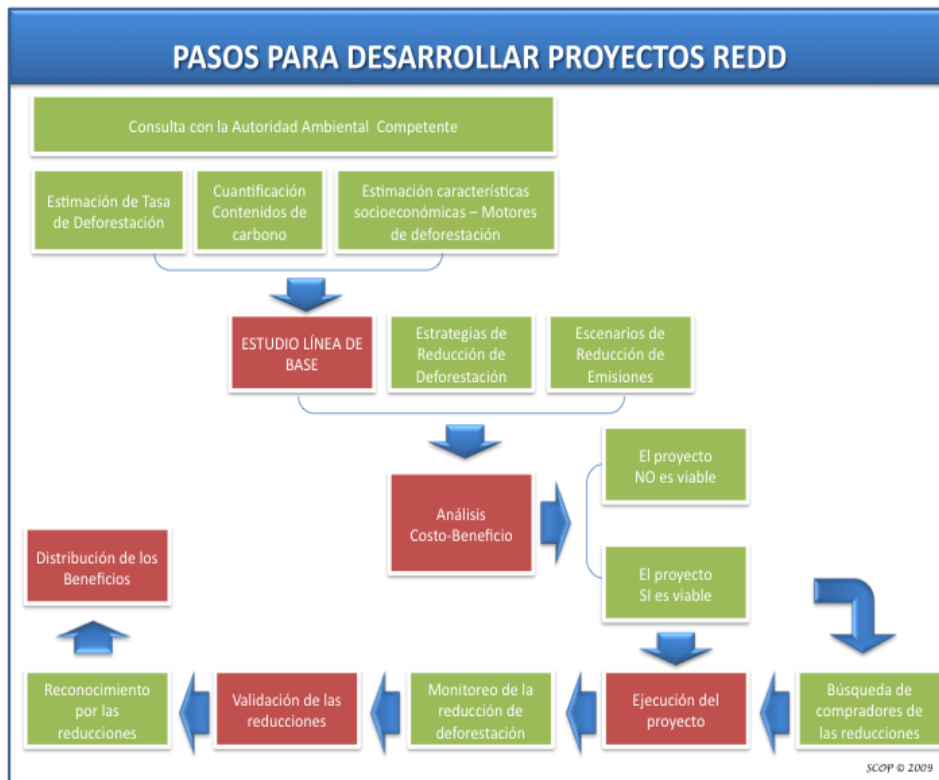 PASOS PARA DESARROLLAR PROYECTOS REDD
Consulta con la Autoridad Ambiental Competente
Estimación de Tasa
de Deforestación
Cuantificación
Contenidos de
carbono
Estimación características
socioeconómicas – Motores
de deforestación
ESTUDIO LÍNEA DE
BASE
Estrategias de
Reducción de
Deforestación
Escenarios de
Reducción de
Emisiones
Análisis
Costo-Beneficio
El proyecto
NO es viable
El proyecto
SI es viable
Distribución de los
Beneficios
Reconocimiento
por las
reducciones
Validación de las
reducciones
Monitoreo de la
reducción de
deforestación
Ejecución del
proyecto
Búsqueda de
compradores de
las reducciones
SCOP © 2009